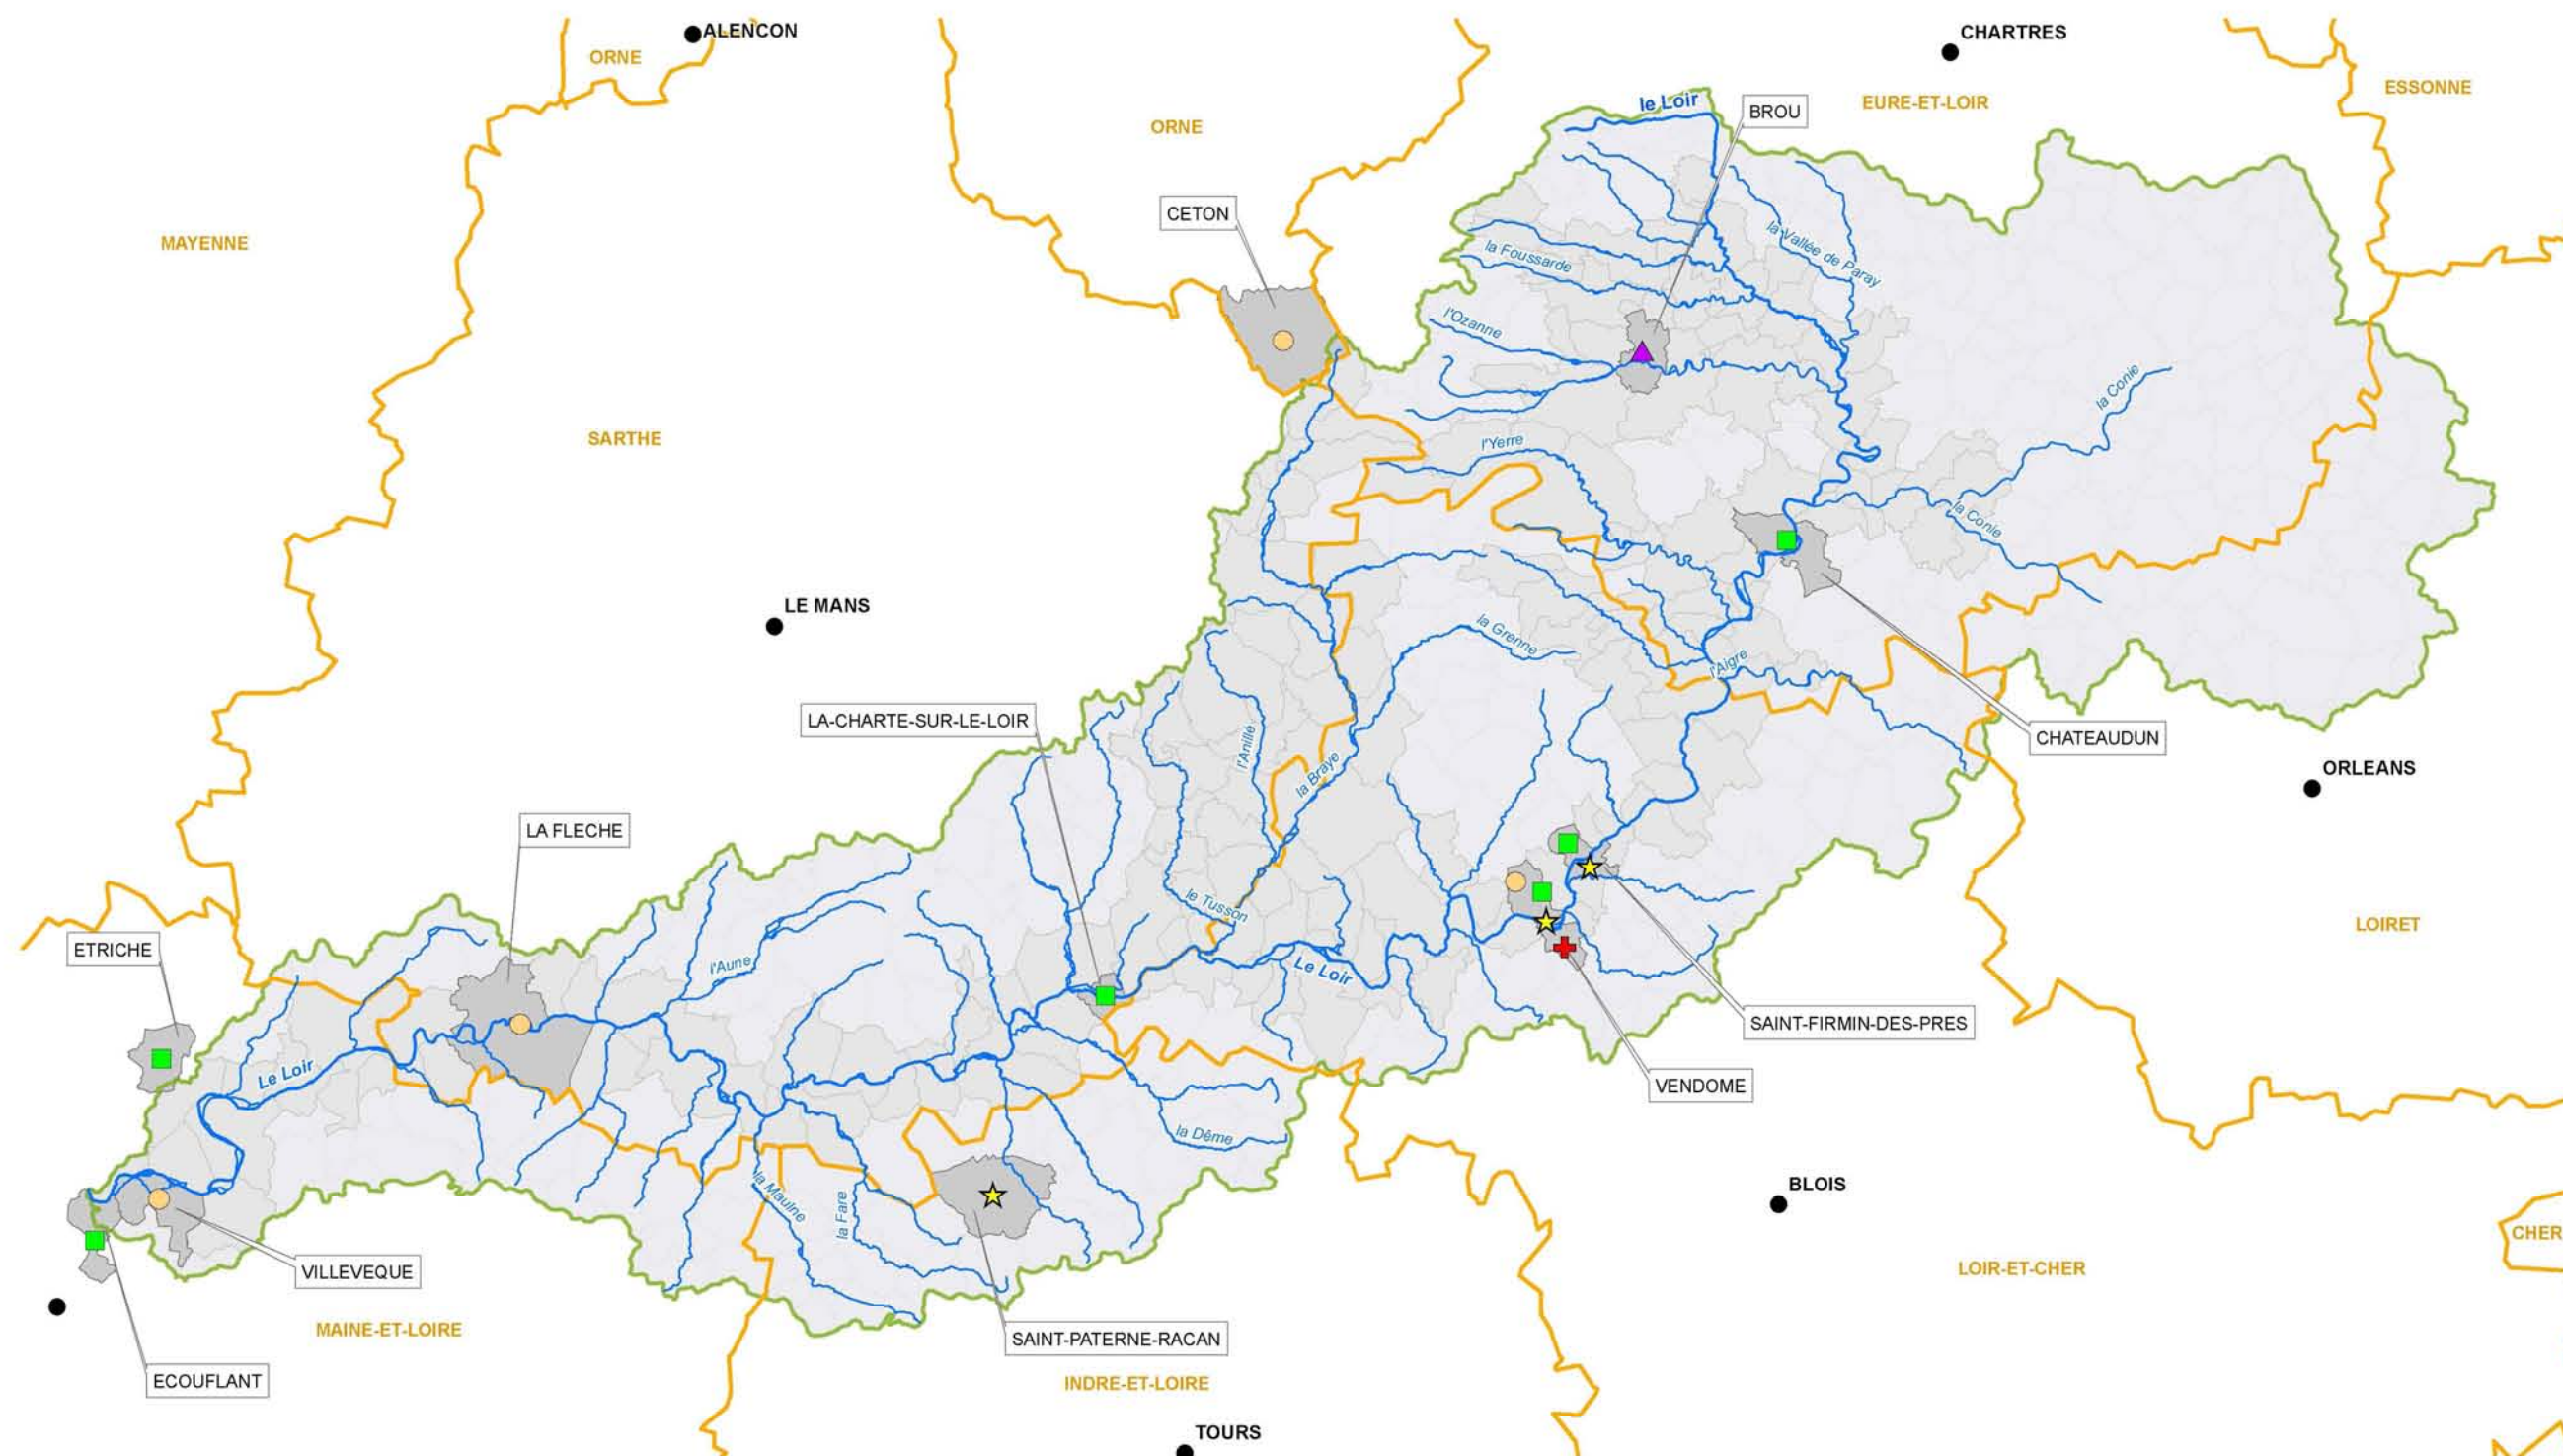 ALENCON
CHARTRES
ORNE
ESSONNE
le Loir
EURE-ET-LOIR
BROU
ORNE
CETON
MAYENNE
la Vallée de Paray
la Foussarde
l'Ozanne
la Conie
SARTHE
l'Yerre
la Conie
LE MANS
la Grenne
l'Aigre
LA-CHARTE-SUR-LE-LOIR
CHATEAUDUN
l'Anille
la Braye
ORLEANS
LA FLECHE
le Tusson
LOIRET
ETRICHE
l'Aune
Le Loir
SAINT-FIRMIN-DES-PRES
Le Loir
VENDOME
la Dême
BLOIS
la Maulne
la Fare
CHER
VILLEVEQUE
LOIR-ET-CHER
MAINE-ET-LOIRE
SAINT-PATERNE-RACAN
ECOUFLANT
INDRE-ET-LOIRE
TOURS